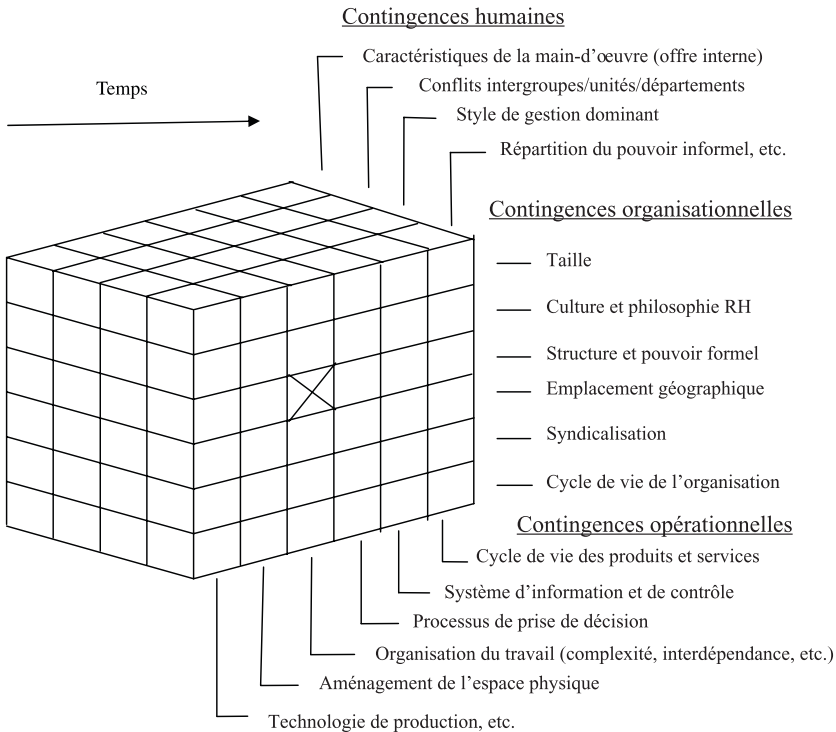 Contingences humaines
Caractéristiques de la main-d’œuvre (offre interne)
Temps
Conflits intergroupes/unités/départements
Style de gestion dominant
Répartition du pouvoir informel, etc.
Contingences organisationnelles
Taille
Culture et philosophie RH
Structure et pouvoir formel
Emplacement géographique
Syndicalisation
Cycle de vie de l’organisation
Contingences opérationnelles
Cycle de vie des produits et services
Système d’information et de contrôle
Processus de prise de décision
Organisation du travail (complexité, interdépendance, etc.)
Aménagement de l’espace physique
Technologie de production, etc.